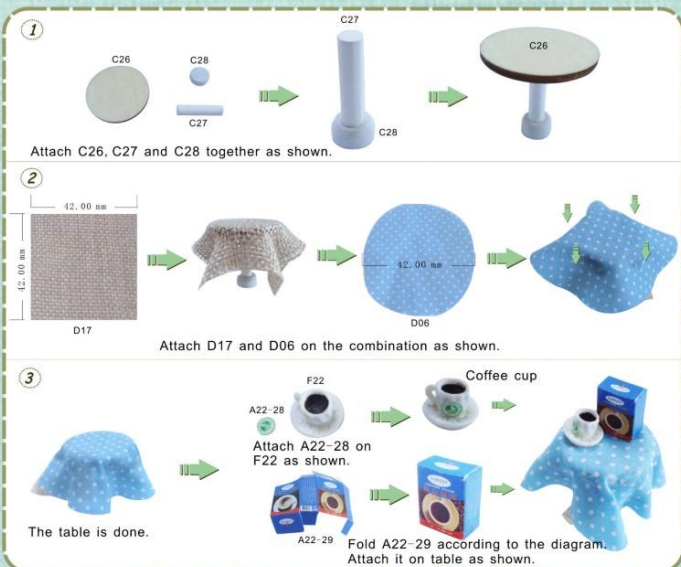 1
C26
C28
C27
C27
C28
C26
Attach C26, C27 and C28 together as shown.
2
42.00 mm
42.00 mm
D17
42.00 mm
D06
Attach D17 and D06 on the combination as shown.
3
The table is done.
A22-28
F22
Attach A22-28 on
F22 as shown.
Coffee cup
A22-29
Fold A22-29 according to the diagram.
Attach it on table as shown.